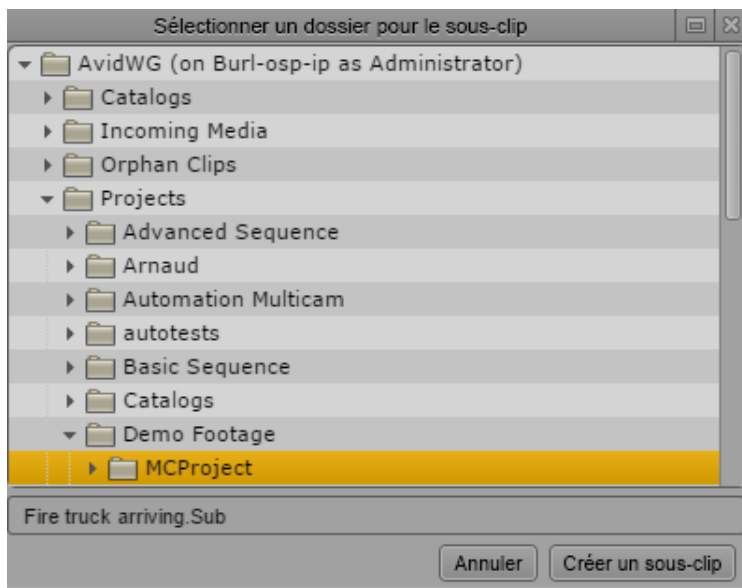 Sélectionner un dossier pour le sous-clip
AvidWG (on Burl-osp-ip as Administrator)
Catalogs
Incoming Media
Orphan Clips
Projects
Advanced Sequence
Arnaud
Automation Multicam
autotests
Basic Sequence
Catalogs
Demo Footage
MCProject
Fire truck arriving.Sub
Annuler Créer un sous-clip